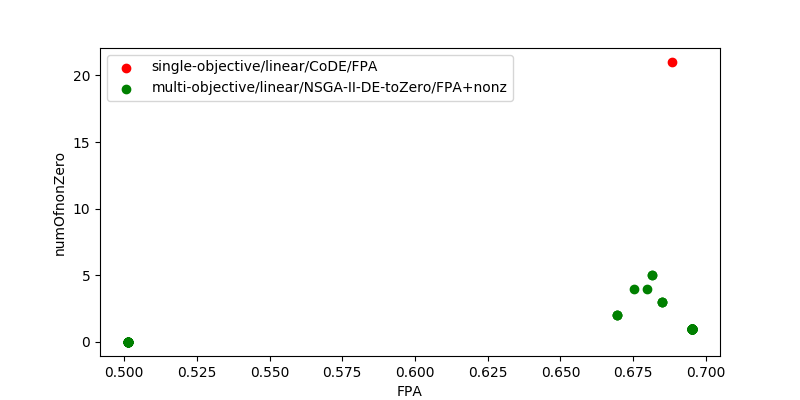 single-objective/linear/CoDE/FPA
multi-objective/linear/NSGA-II-DE-toZero/FPA+nonz
20
15
10
5
0
numOfnonZero
0.500 0.525 0.550 0.575 0.600 0.625 0.650 0.675 0.700
FPA